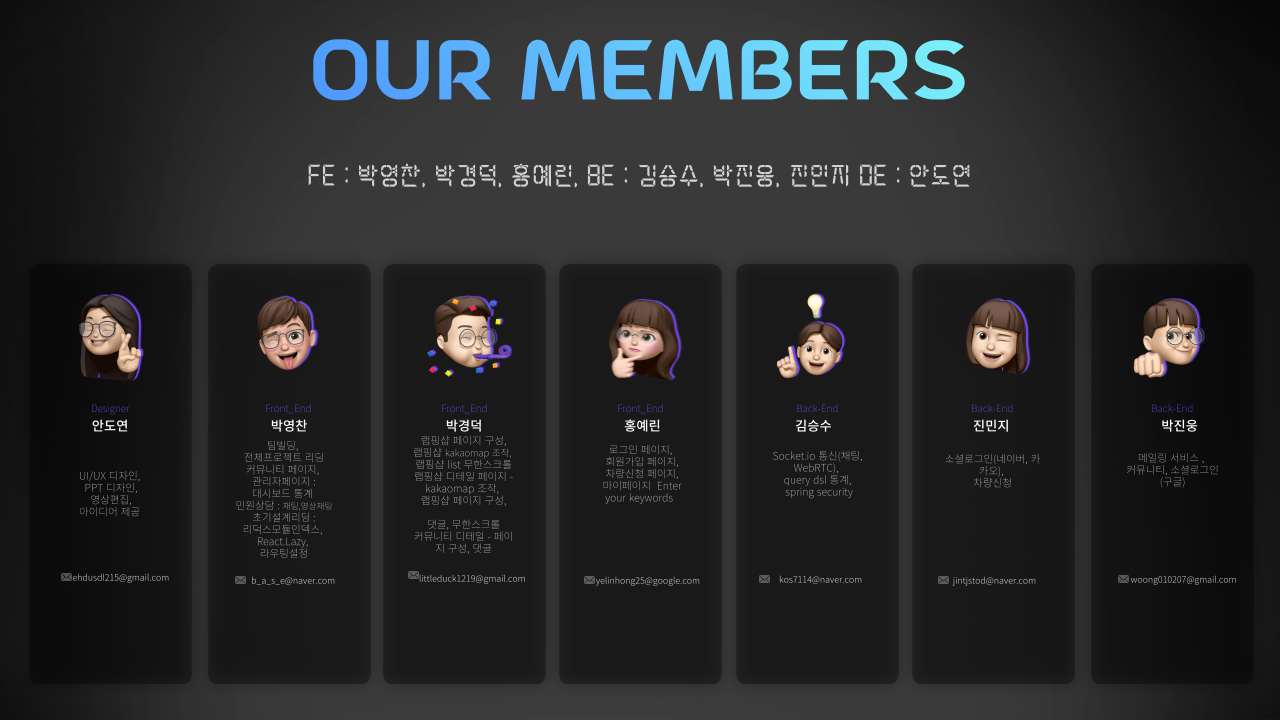 OUR MEMBERS
FE : 박영찬, 박경덕, 홍예린, BE : 김승수, 박진웅, 진민지 DE : 안도연
Designer
안도연
UI/UX 디자인,
PPT 디자인,
영상편집,
아이디어 제공
ehdusdl215@gmail.com
Front_End
박영찬
팀빌딩,
전체프로젝트 리딩
커뮤니티 페이지,
관리자페이지 :
대시보드 통계
민원상담 : 채팅,영상채팅
초기설계리딩 :
리덕스모듈인덱스,
React.Lazy,
라우팅설정
b_a_s_e@naver.com
Front_End
박경덕
랩핑샵 페이지 구성,
랩핑샵 kakaomap 조작,
랩핑샵 list 무한스크롤
랩핑샵 디테일 페이지 -
kakaomap 조작,
랩핑샵 페이지 구성,
댓글, 무한스크롤
커뮤니티 디테일 - 페이
지 구성, 댓글
littleduck1219@gmail.com
Front_End
홍예린
로그인 페이지,
회원가입 페이지,
차량신청 페이지,
마이페이지 Enter
your keywords
yelinhong25@google.com
Back-End
김승수
Socket.io 통신(채팅,
WebRTC),
query dsl 통계,
spring security
kos7114@naver.com
Back-End
진민지
소셜로그인(네이버, 카
카오),
차량신청
jintjstod@naver.com
Back-End
박진웅
메일링 서비스 ,
커뮤니티, 소셜로그인
(구글)
woong010207@gmail.com